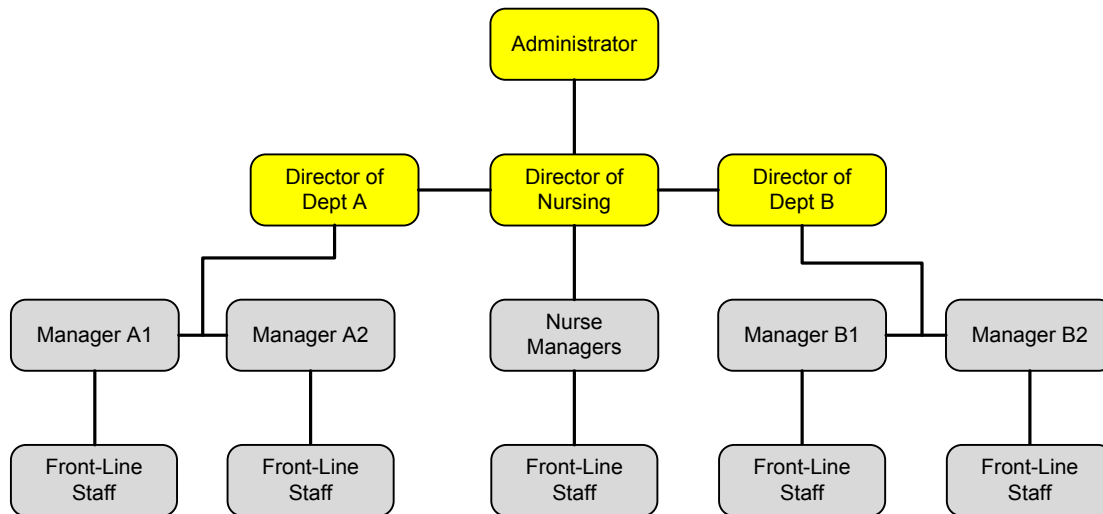 Administrator
Director of
Dept A
Director of
Nursing
Director of
Dept B
Manager A1
Manager A2
Nurse
Managers
Manager B1
Manager B2
Front-Line
Staff
Front-Line
Staff
Front-Line
Staff
Front-Line
Staff
Front-Line
Staff